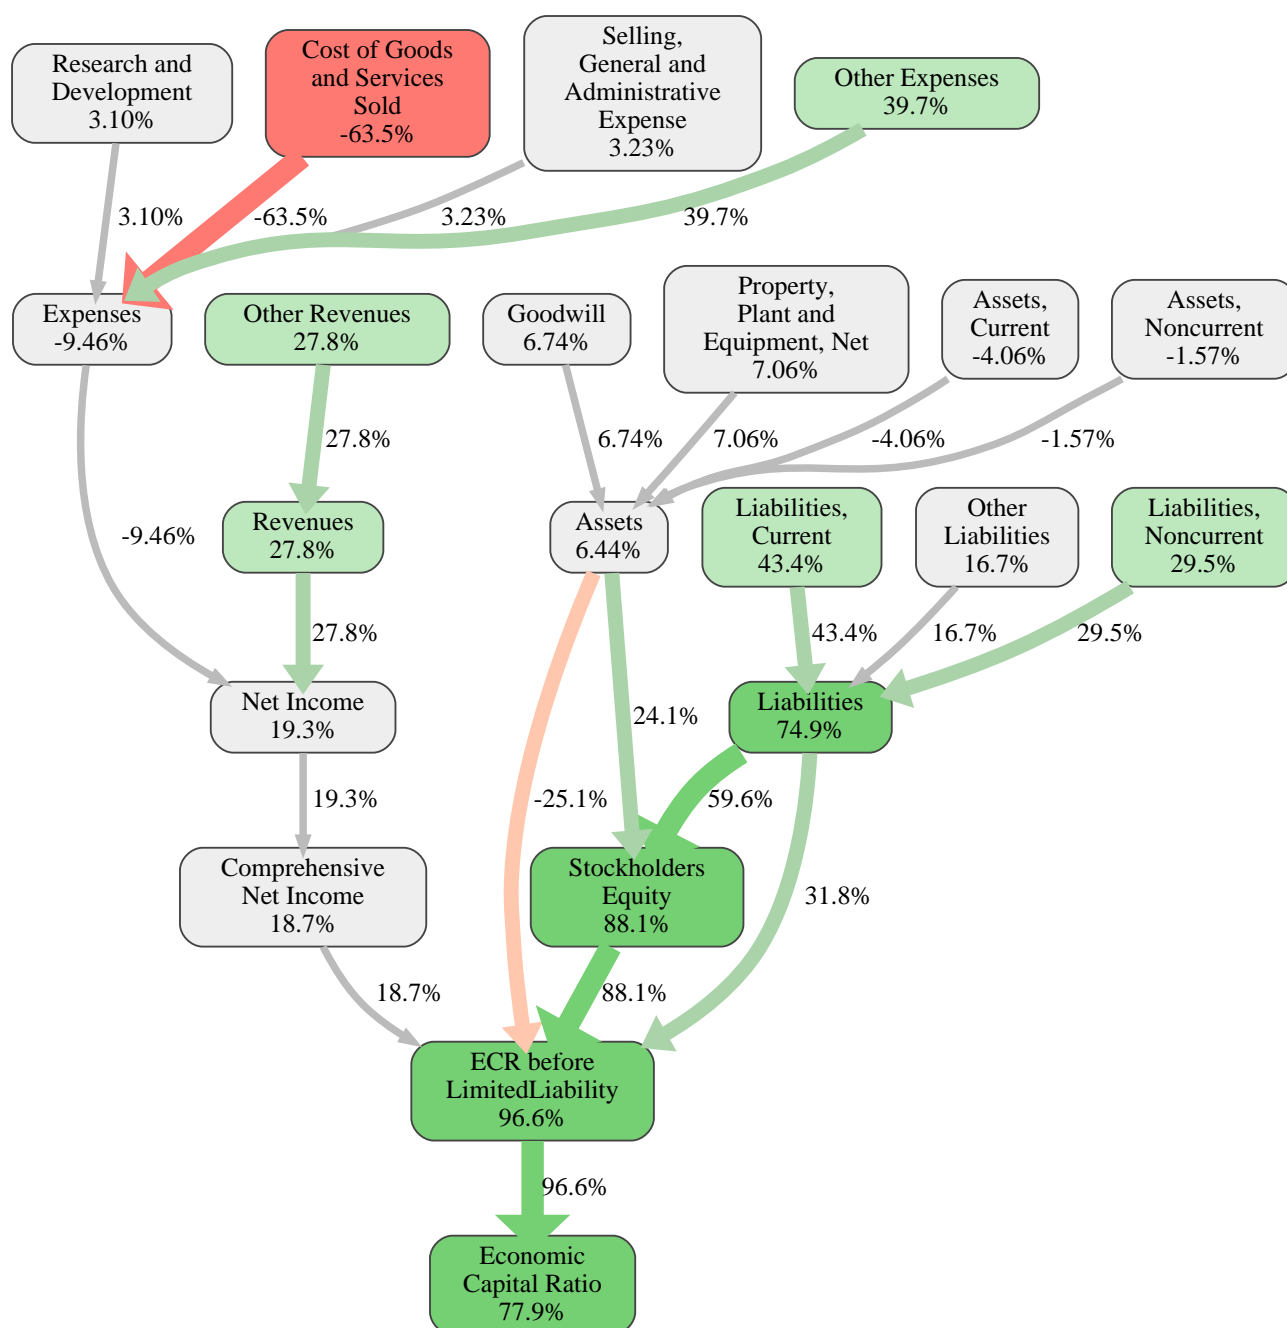 Research and
Development
3.10%
Cost of Goods
and Services
Sold
-63.5%
Selling,
General and
Administrative
Expense
3.23%
Other Expenses
39.7%
3.10%
-63.5%
3.23%
39.7%
Expenses
-9.46%
Other Revenues
27.8%
Goodwill
6.74%
Property,
Plant and
Equipment, Net
7.06%
Assets,
Current
-4.06%
Assets,
Noncurrent
-1.57%
27.8%
6.74%
7.06%
-4.06%
-1.57%
-9.46%
Revenues
27.8%
Assets
6.44%
Liabilities,
Current
43.4%
Other
Liabilities
16.7%
Liabilities,
Noncurrent
29.5%
27.8%
43.4%
16.7%
29.5%
Net Income
19.3%
24.1%
Liabilities
74.9%
19.3%
-25.1%
59.6%
Comprehensive
Net Income
18.7%
Stockholders
Equity
88.1%
31.8%
18.7%
88.1%
ECR before
LimitedLiability
96.6%
96.6%
Economic
Capital Ratio
77.9%